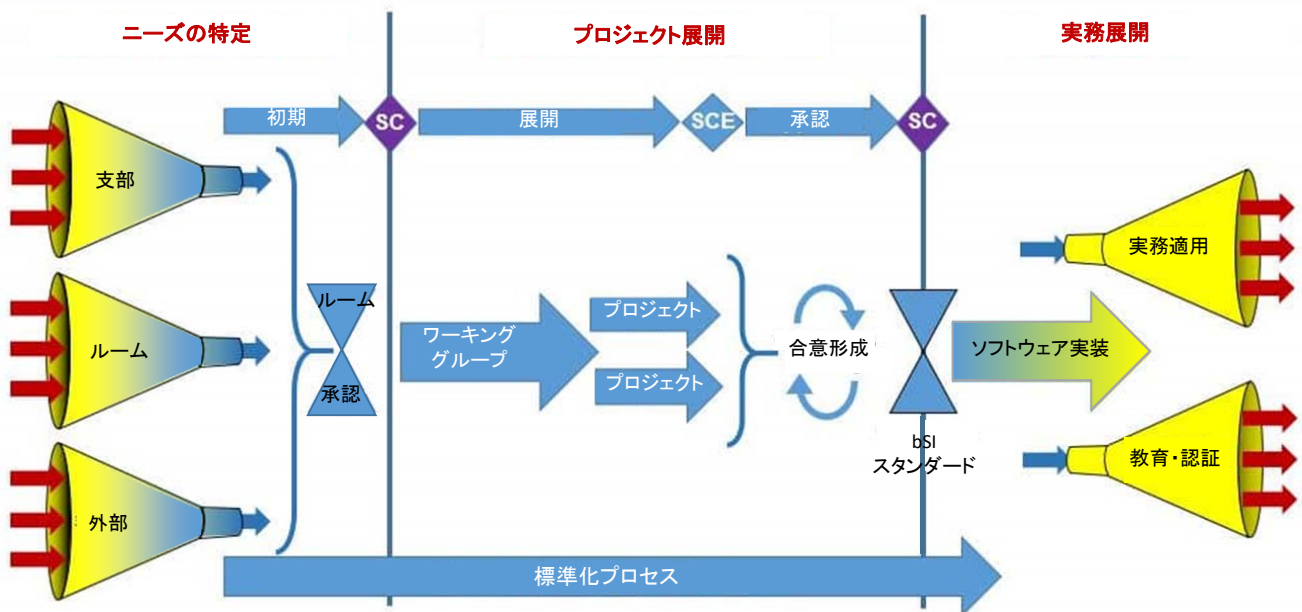 ニーズの特定
プロジェクト展開
実務展開
初期
SC
展開
SCE
承認
SC
支部
ルーム
外部
ルーム
承認
ワーキング
グループ
プロジェクト
プロジェクト
合意形成
bSI
スタンダード
ソフトウェア実装
実務適用
教育・認証
標準化プロセス